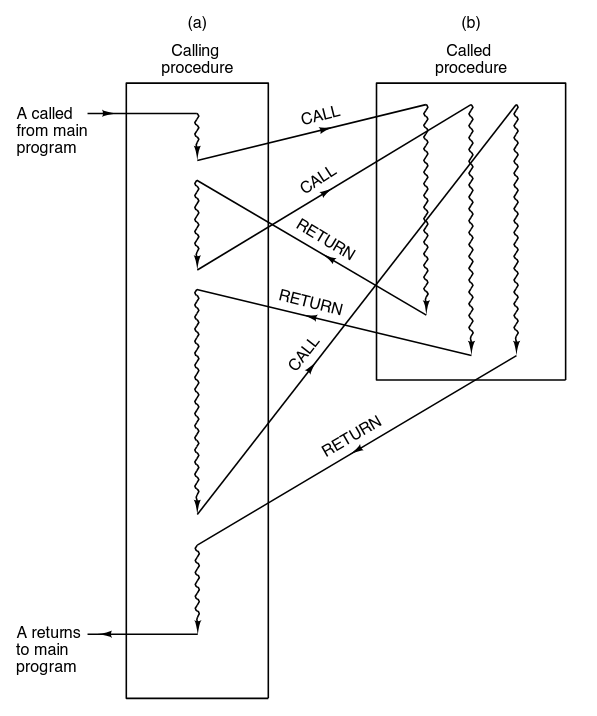 (a)
(b)
Calling
procedure
Called
procedure
A called
from main
program
CALL
CALL
RETURN
RETURN
CALL
RETURN
A returns
to main
program